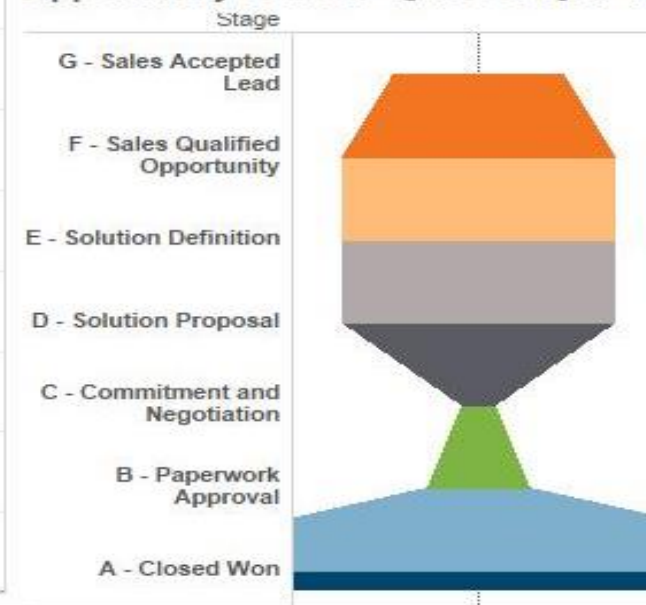 Stage
G - Sales Accepted
Lead
F - Sales Qualified
Opportunity
E - Solution Definition
D - Solution Proposal
C - Commitment and
Negotiation
B - Paperwork
Approval
A - Closed Won